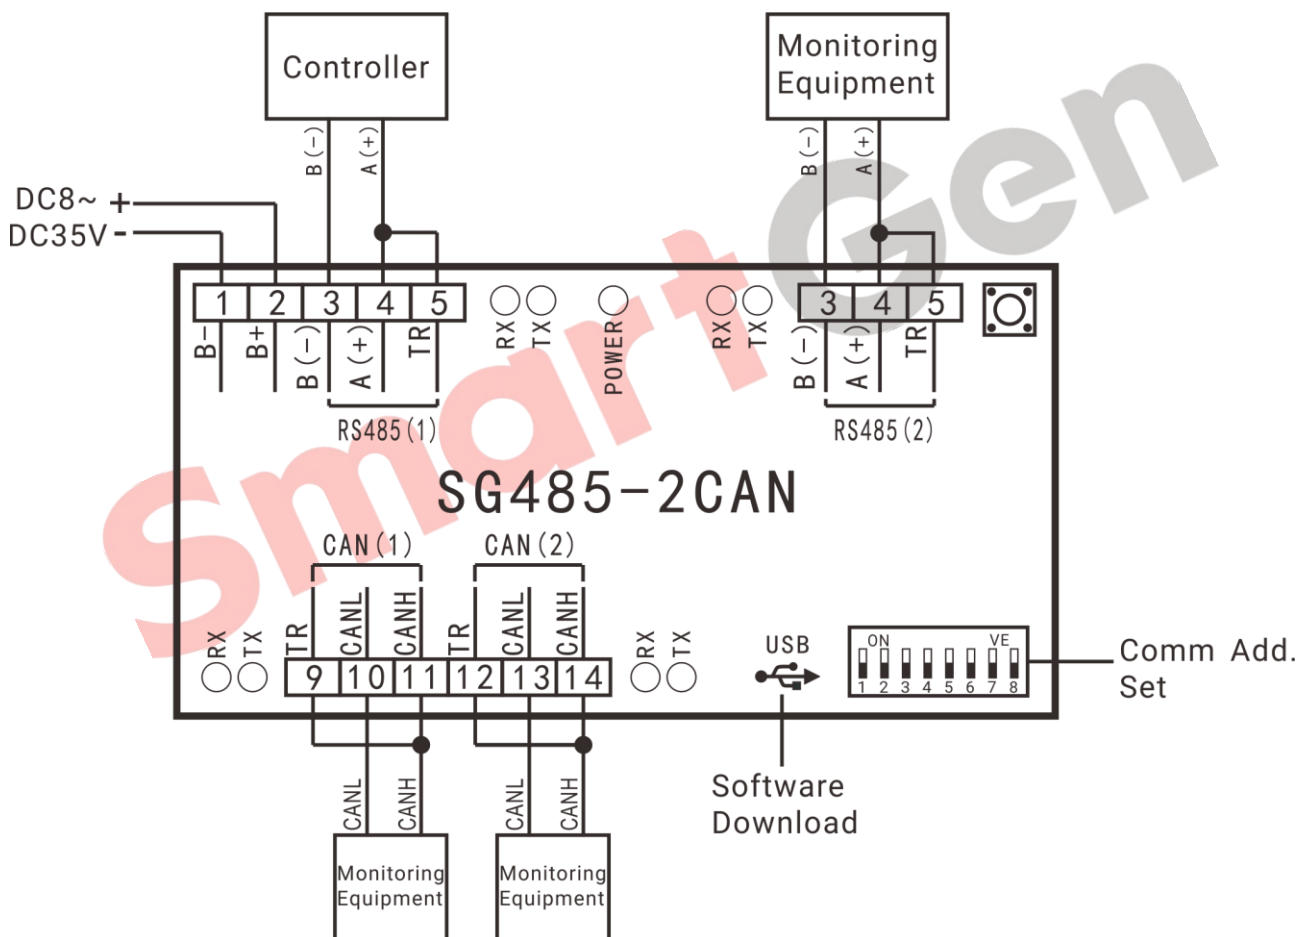 Controller
Monitoring
Equipment
B(-)
A(+)
B(-)
A(+)
DC8~ +
DC35V -
1 2 3 4 5
3 4 5
B-
B+
B(-)
A(+)
TR
RX
TX
POWER
RX
TX
B(-)
A(+)
TR
RS485(1)
RS485(2)
SmartGen
SG485-2CAN
CAN(1)
CAN(2)
RX
TX
TR
CANL
CANH
TR
CANL
CANH
RX
TX
9 10 11 12 13 14
USB
ON VE
1 2 3 4 5 6 7 8
Comm Add.
Set
Software
Download
CANL
CANH
CANL
CANH
Monitoring
Equipment
Monitoring
Equipment